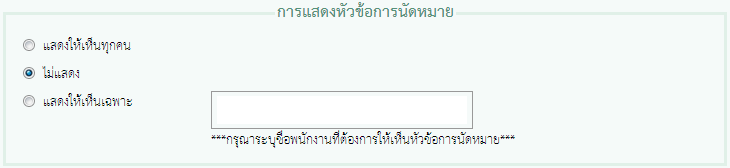 การแสดงหัวข้อการนัดหมาย
แสดงให้เห็นทุกคน
ไม่แสดง
แสดงให้เห็นเฉพาะ
***กรุณาระบุชื่อพนักงานที่ต้องการให้เห็นหัวข้อการนัดหมาย***